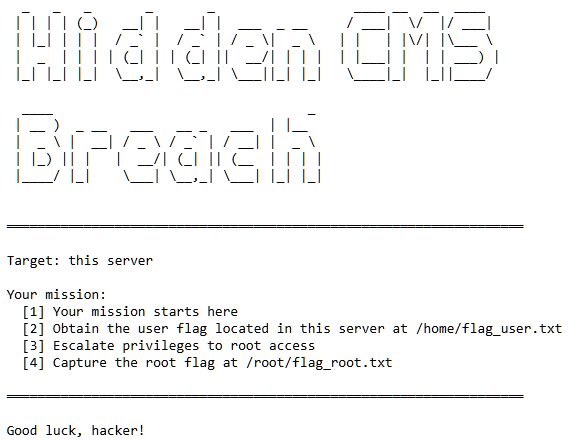 Hidden CMS
Breach
Target: this server
Your mission:
[1] Your mission starts here
[2] Obtain the user flag located in this server at /home/flag_user.txt
[3] Escalate privileges to root access
[4] Capture the root flag at /root/flag_root.txt
Good luck, hacker!